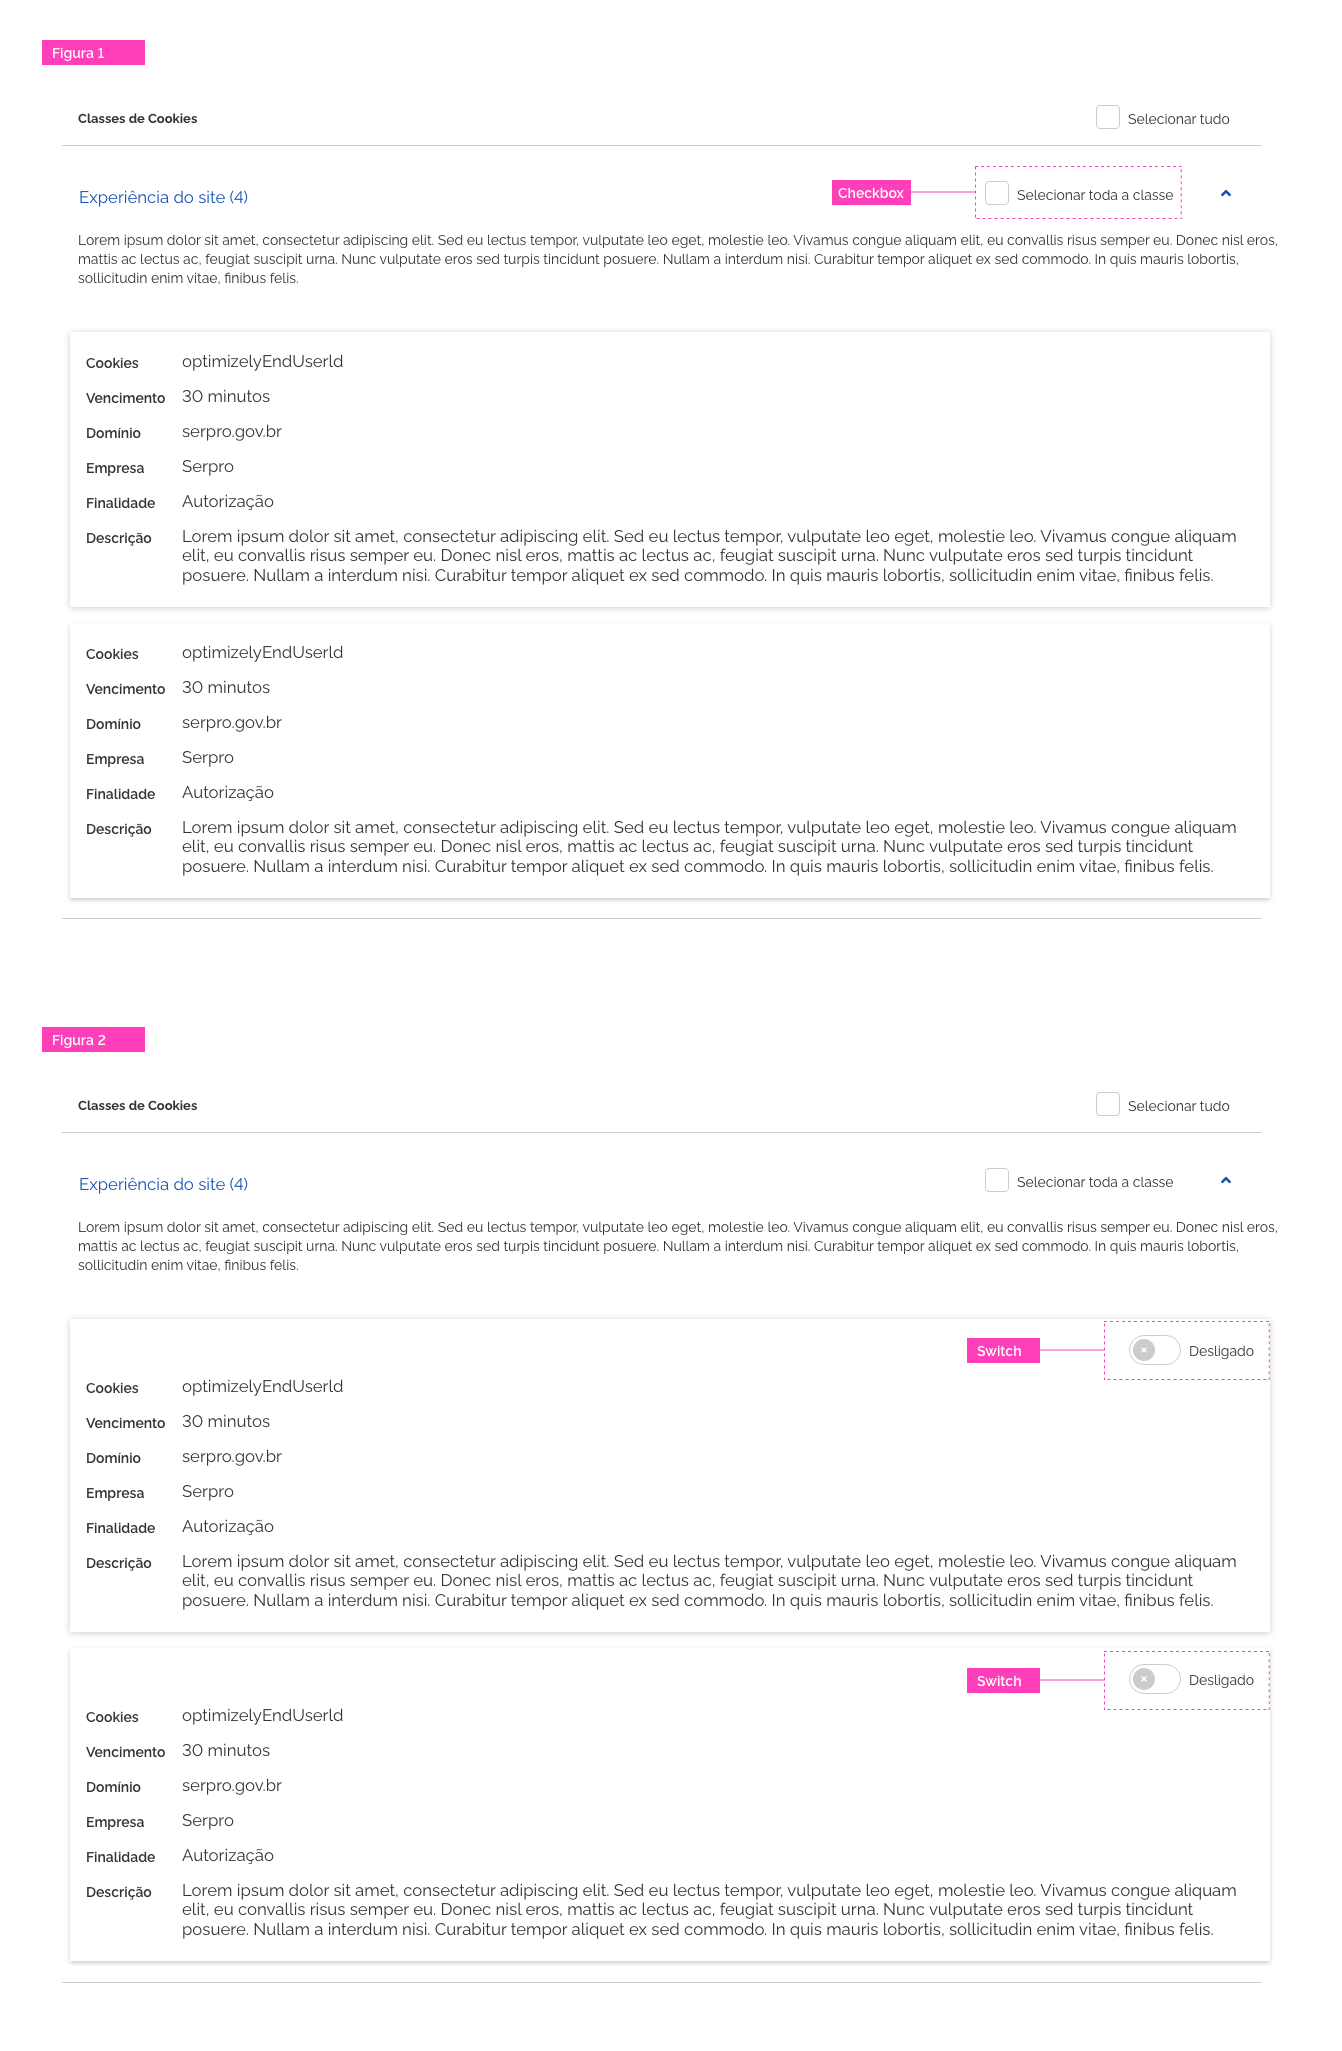 Figura 1
Classes de Cookies
Selecionar tudo
Experiência do site (4)
Checkbox
Selecionar toda a classe
Lorem ipsum dolor sit amet, consectetur adipiscing elit. Sed eu lectus tempor, vulputate leo eget, molestie leo. Vivamus congue aliquam elit, eu convallis risus semper eu. Donec nisl eros,
mattis ac lectus ac, feugiat suscipit urna. Nunc vulputate eros sed turpis tincidunt posuere. Nullam a interdum nisi. Curabitur tempor aliquet ex sed commodo. In quis mauris lobortis,
sollicitudin enim vitae, finibus felis.
Cookies optimizelyEndUserld
Vencimento 30 minutos
Domínio serpro.gov.br
Empresa Serpro
Finalidade Autorização
Descrição Lorem ipsum dolor sit amet, consectetur adipiscing elit. Sed eu lectus tempor, vulputate leo eget, molestie leo. Vivamus congue aliquam
elit, eu convallis risus semper eu. Donec nisl eros, mattis ac lectus ac, feugiat suscipit urna. Nunc vulputate eros sed turpis tincidunt
posuere. Nullam a interdum nisi. Curabitur tempor aliquet ex sed commodo. In quis mauris lobortis, sollicitudin enim vitae, finibus felis.
Cookies optimizelyEndUserld
Vencimento 30 minutos
Domínio serpro.gov.br
Empresa Serpro
Finalidade Autorização
Descrição Lorem ipsum dolor sit amet, consectetur adipiscing elit. Sed eu lectus tempor, vulputate leo eget, molestie leo. Vivamus congue aliquam
elit, eu convallis risus semper eu. Donec nisl eros, mattis ac lectus ac, feugiat suscipit urna. Nunc vulputate eros sed turpis tincidunt
posuere. Nullam a interdum nisi. Curabitur tempor aliquet ex sed commodo. In quis mauris lobortis, sollicitudin enim vitae, finibus felis.
Figura 2
Classes de Cookies
Selecionar tudo
Experiência do site (4)
Selecionar toda a classe
Lorem ipsum dolor sit amet, consectetur adipiscing elit. Sed eu lectus tempor, vulputate leo eget, molestie leo. Vivamus congue aliquam elit, eu convallis risus semper eu. Donec nisl eros,
mattis ac lectus ac, feugiat suscipit urna. Nunc vulputate eros sed turpis tincidunt posuere. Nullam a interdum nisi. Curabitur tempor aliquet ex sed commodo. In quis mauris lobortis,
sollicitudin enim vitae, finibus felis.
Switch
Desligado
Cookies optimizelyEndUserld
Vencimento 30 minutos
Domínio serpro.gov.br
Empresa Serpro
Finalidade Autorização
Descrição Lorem ipsum dolor sit amet, consectetur adipiscing elit. Sed eu lectus tempor, vulputate leo eget, molestie leo. Vivamus congue aliquam
elit, eu convallis risus semper eu. Donec nisl eros, mattis ac lectus ac, feugiat suscipit urna. Nunc vulputate eros sed turpis tincidunt
posuere. Nullam a interdum nisi. Curabitur tempor aliquet ex sed commodo. In quis mauris lobortis, sollicitudin enim vitae, finibus felis.
Switch
Desligado
Cookies optimizelyEndUserld
Vencimento 30 minutos
Domínio serpro.gov.br
Empresa Serpro
Finalidade Autorização
Descrição Lorem ipsum dolor sit amet, consectetur adipiscing elit. Sed eu lectus tempor, vulputate leo eget, molestie leo. Vivamus congue aliquam
elit, eu convallis risus semper eu. Donec nisl eros, mattis ac lectus ac, feugiat suscipit urna. Nunc vulputate eros sed turpis tincidunt
posuere. Nullam a interdum nisi. Curabitur tempor aliquet ex sed commodo. In quis mauris lobortis, sollicitudin enim vitae, finibus felis.